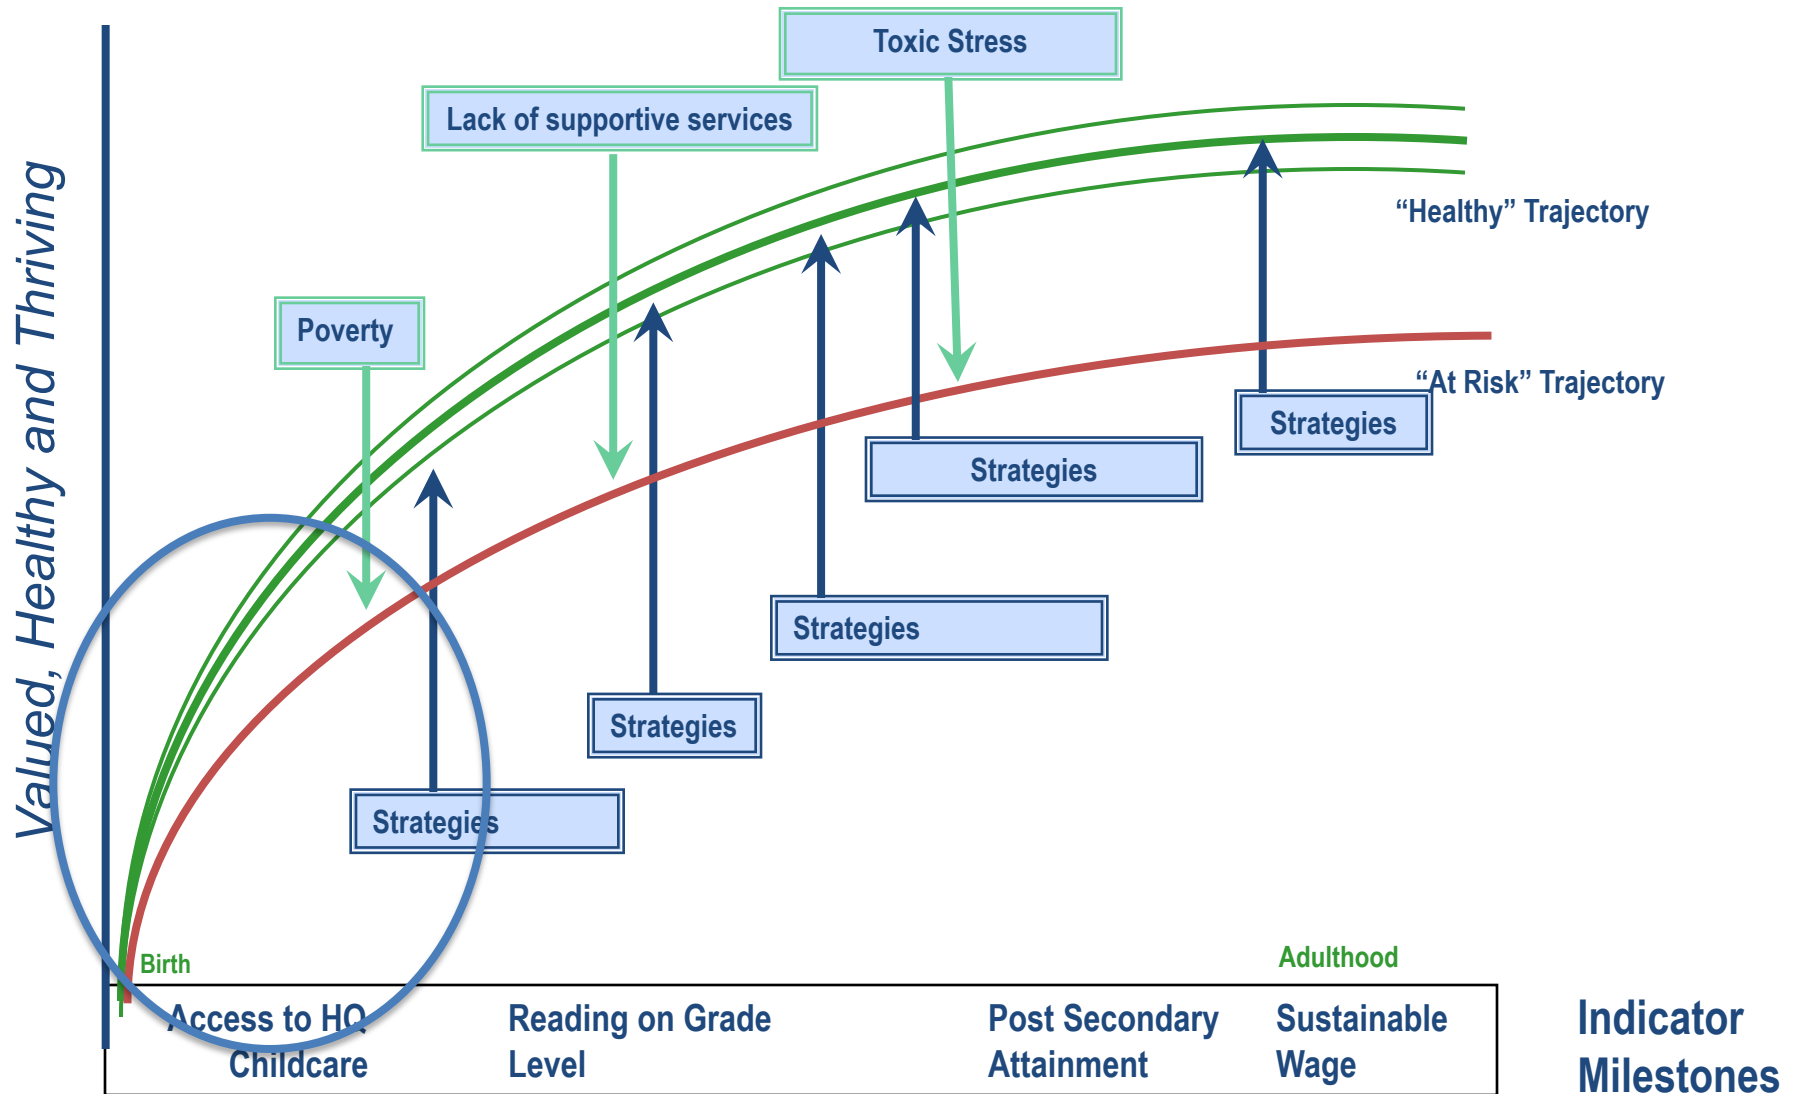 Toxic Stress
Lack of supportive services
Valued, Healthy and Thriving
“Healthy” Trajectory
Poverty
“At Risk” Trajectory
Strategies
Strategies
Strategies
Strategies
Strategies
Birth
Adulthood
Access to HQ
Childcare
Reading on Grade
Level
Post Secondary
Attainment
Sustainable
Wage
Indicator
Milestones